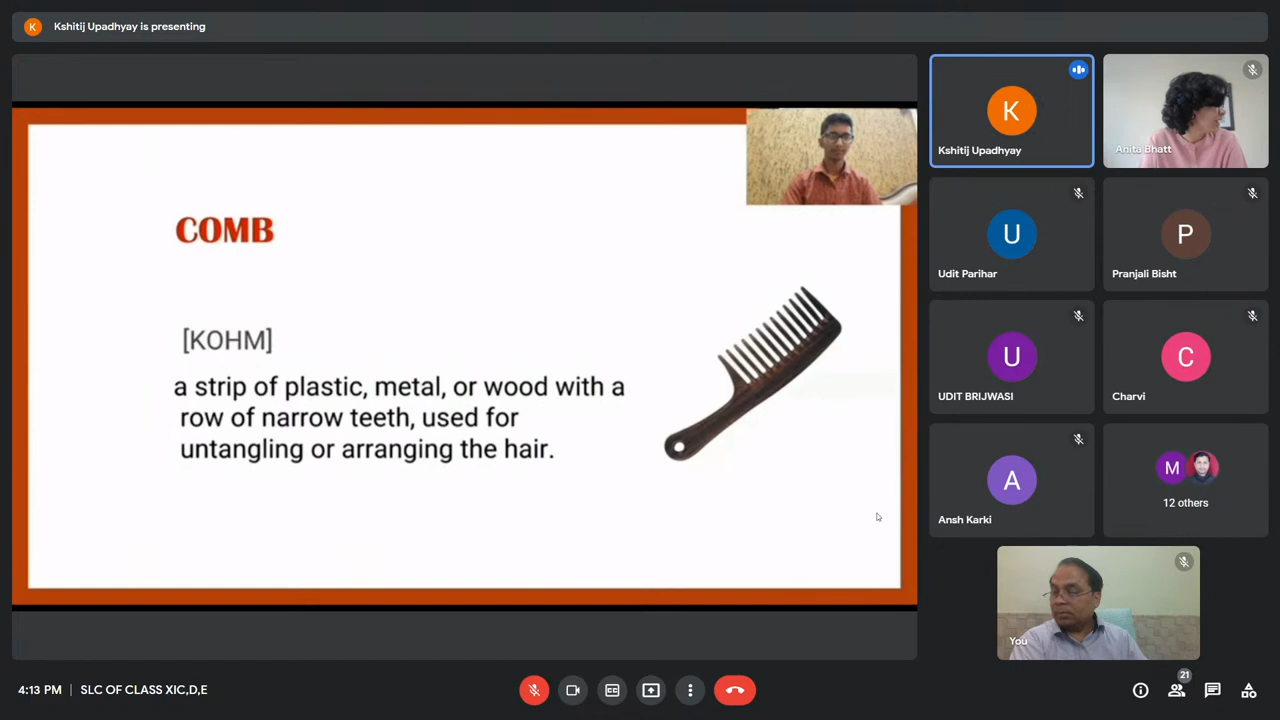 K
Kshitij Upadhyay is presenting
COMB
[KOHM]
a strip of plastic, metal, or wood with a
row of narrow teeth, used for
untangling or arranging the hair.
K
Kshitij Upadhyay
Anita Bhatt
U
Udit Parihar
P
Pranjali Bisht
U
UDIT BRIJWASI
C
Charvi
A
Ansh Karki
M
12 others
You
4:13 PM | SLC OF CLASS XIC,D,E
CC
21